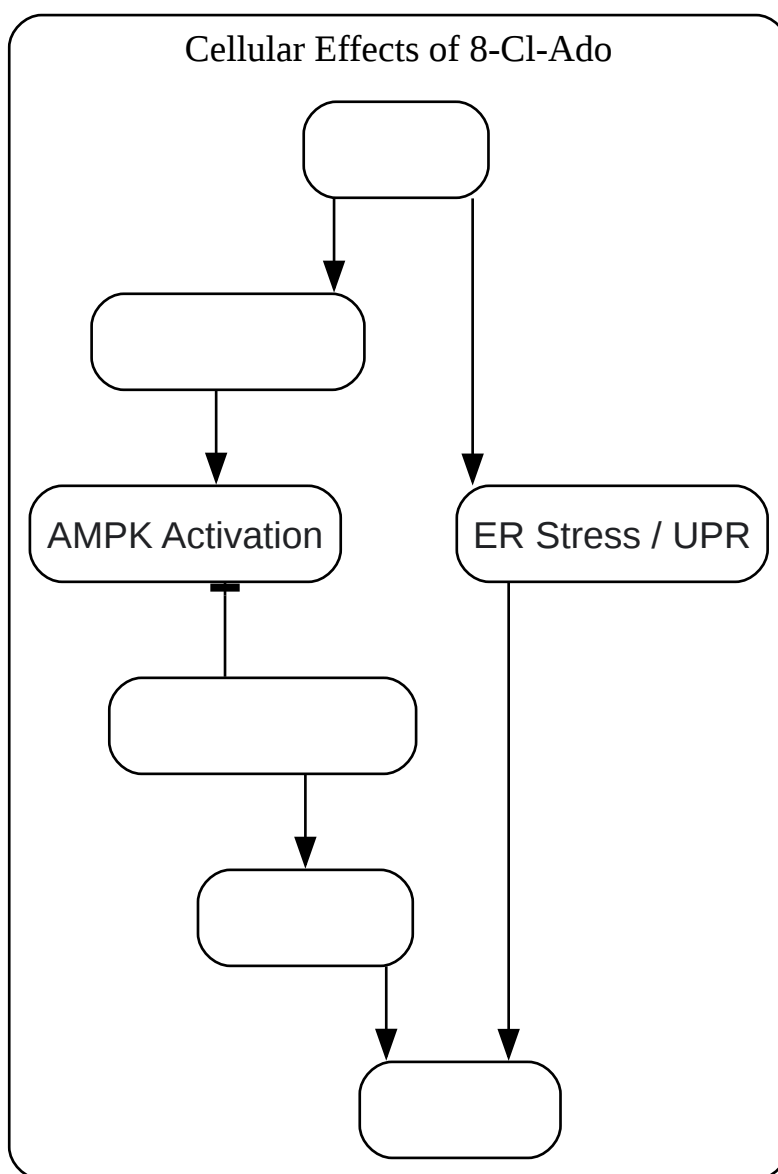 Cellular Effects of 8-Cl-Ado
AMPK Activation
ER Stress / UPR